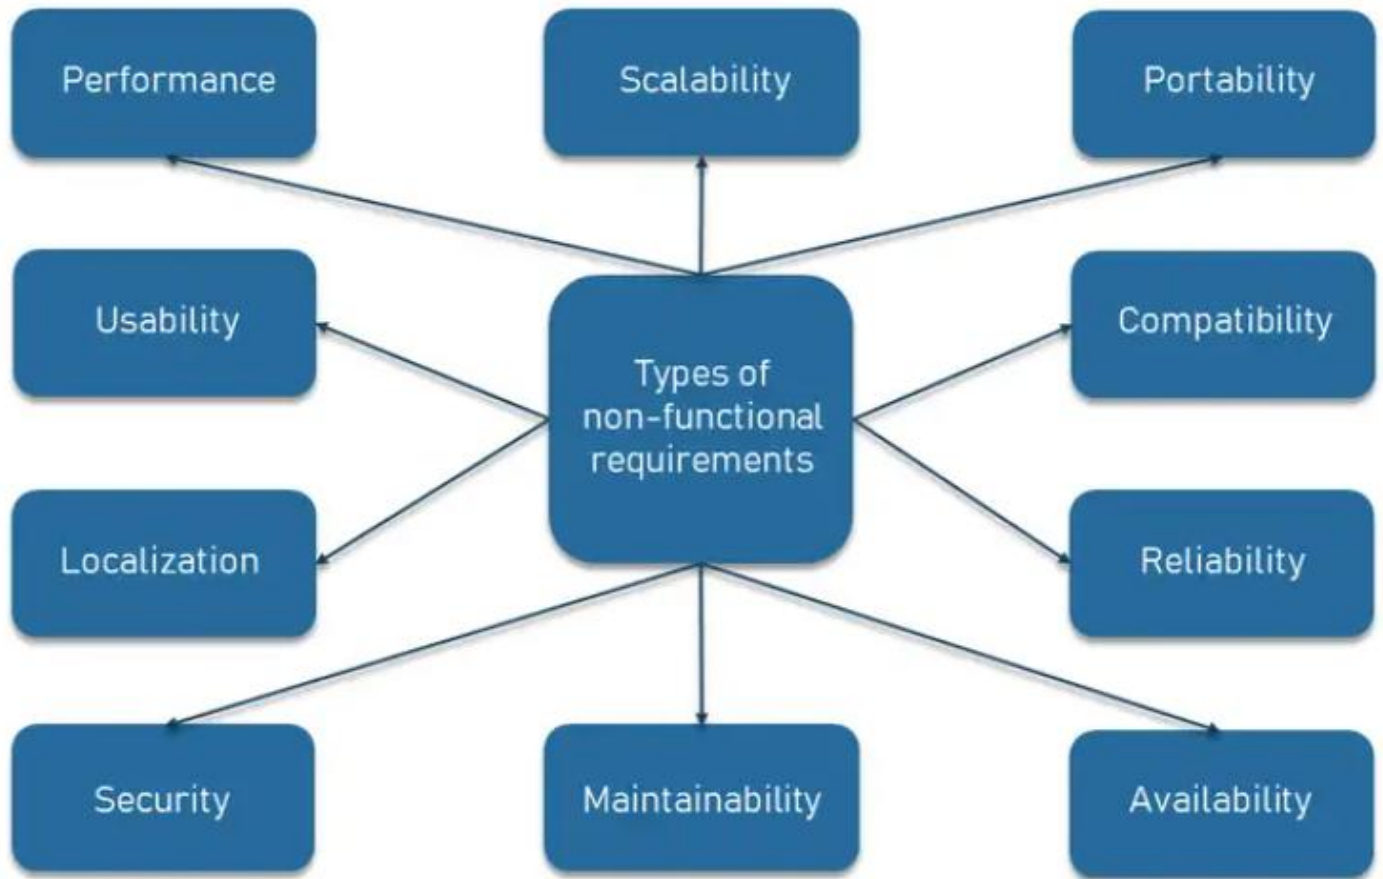 Performance
Scalability
Portability
Usability
Compatibility
Types of
non-functional
requirements
Localization
Reliability
Security
Maintainability
Availability